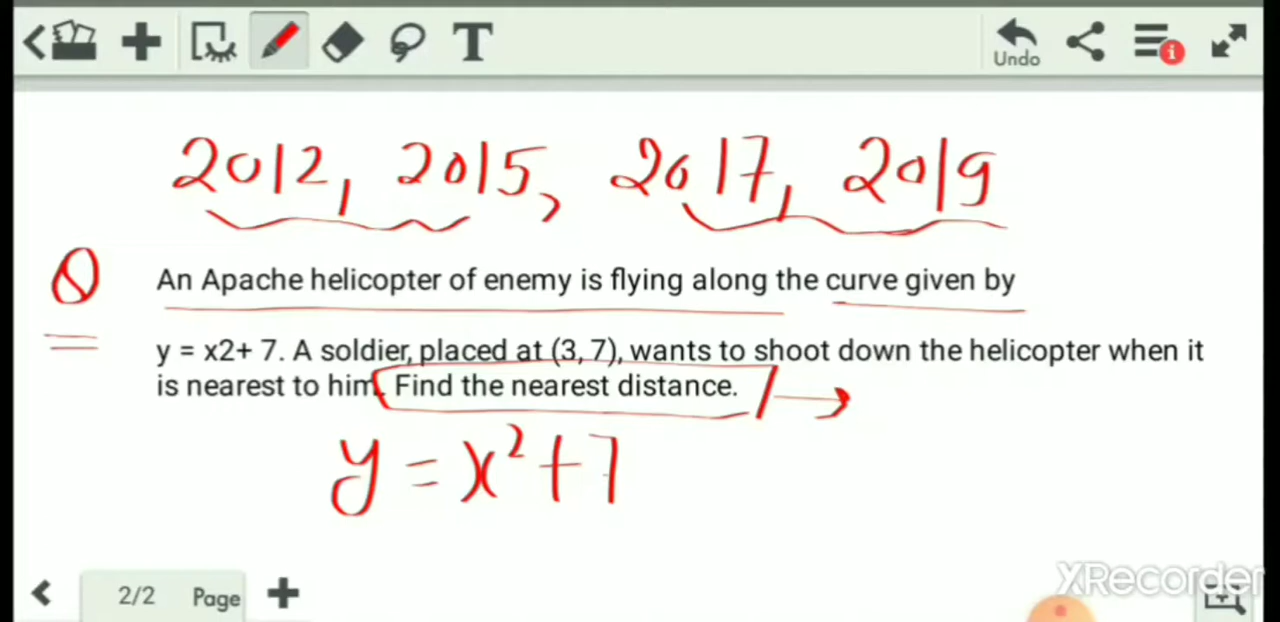 Undo
2012, 2015, 2017, 2019
Q An Apache helicopter of enemy is flying along the curve given by
y = x2+ 7. A soldier, placed at (3, 7), wants to shoot down the helicopter when it
is nearest to him. Find the nearest distance.
y = x²+7
2/2 Page
XRecorder